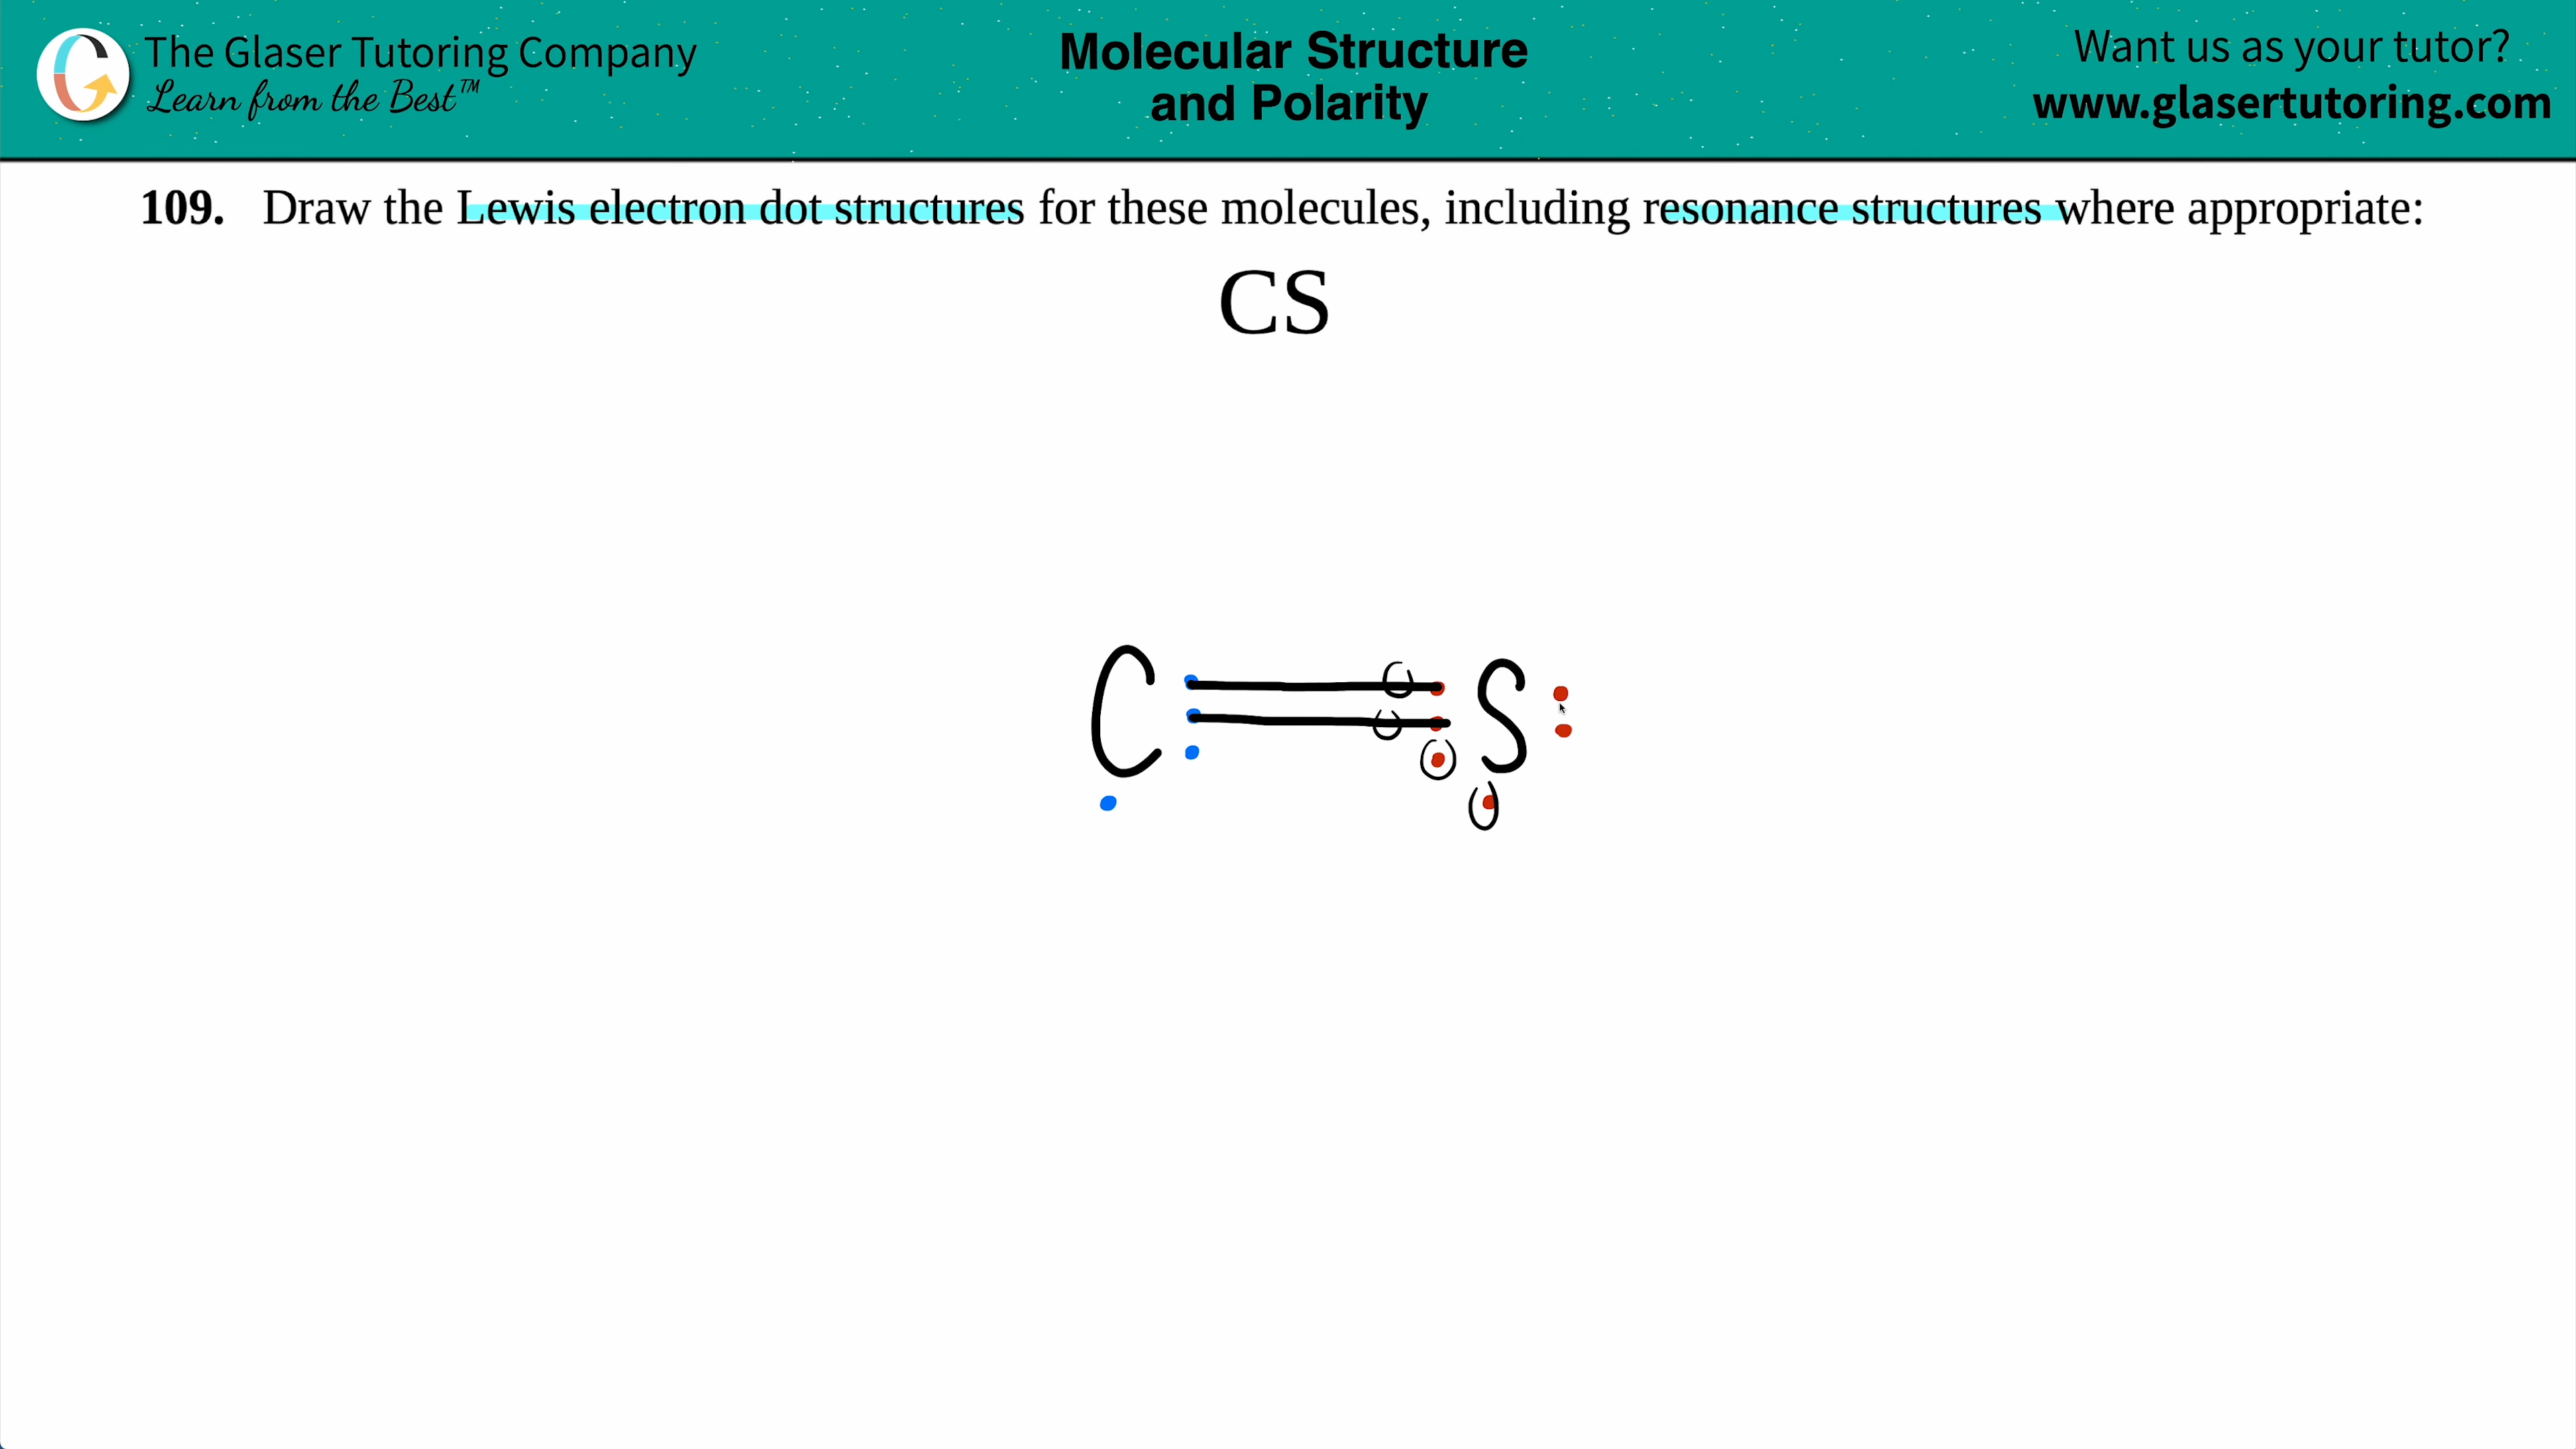 The Glaser Tutoring Company
Learn from the Best™
Molecular Structure
and Polarity
Want us as your tutor?
www.glasertutoring.com
109. Draw the Lewis electron dot structures for these molecules, including resonance structures where appropriate:
CS
C S